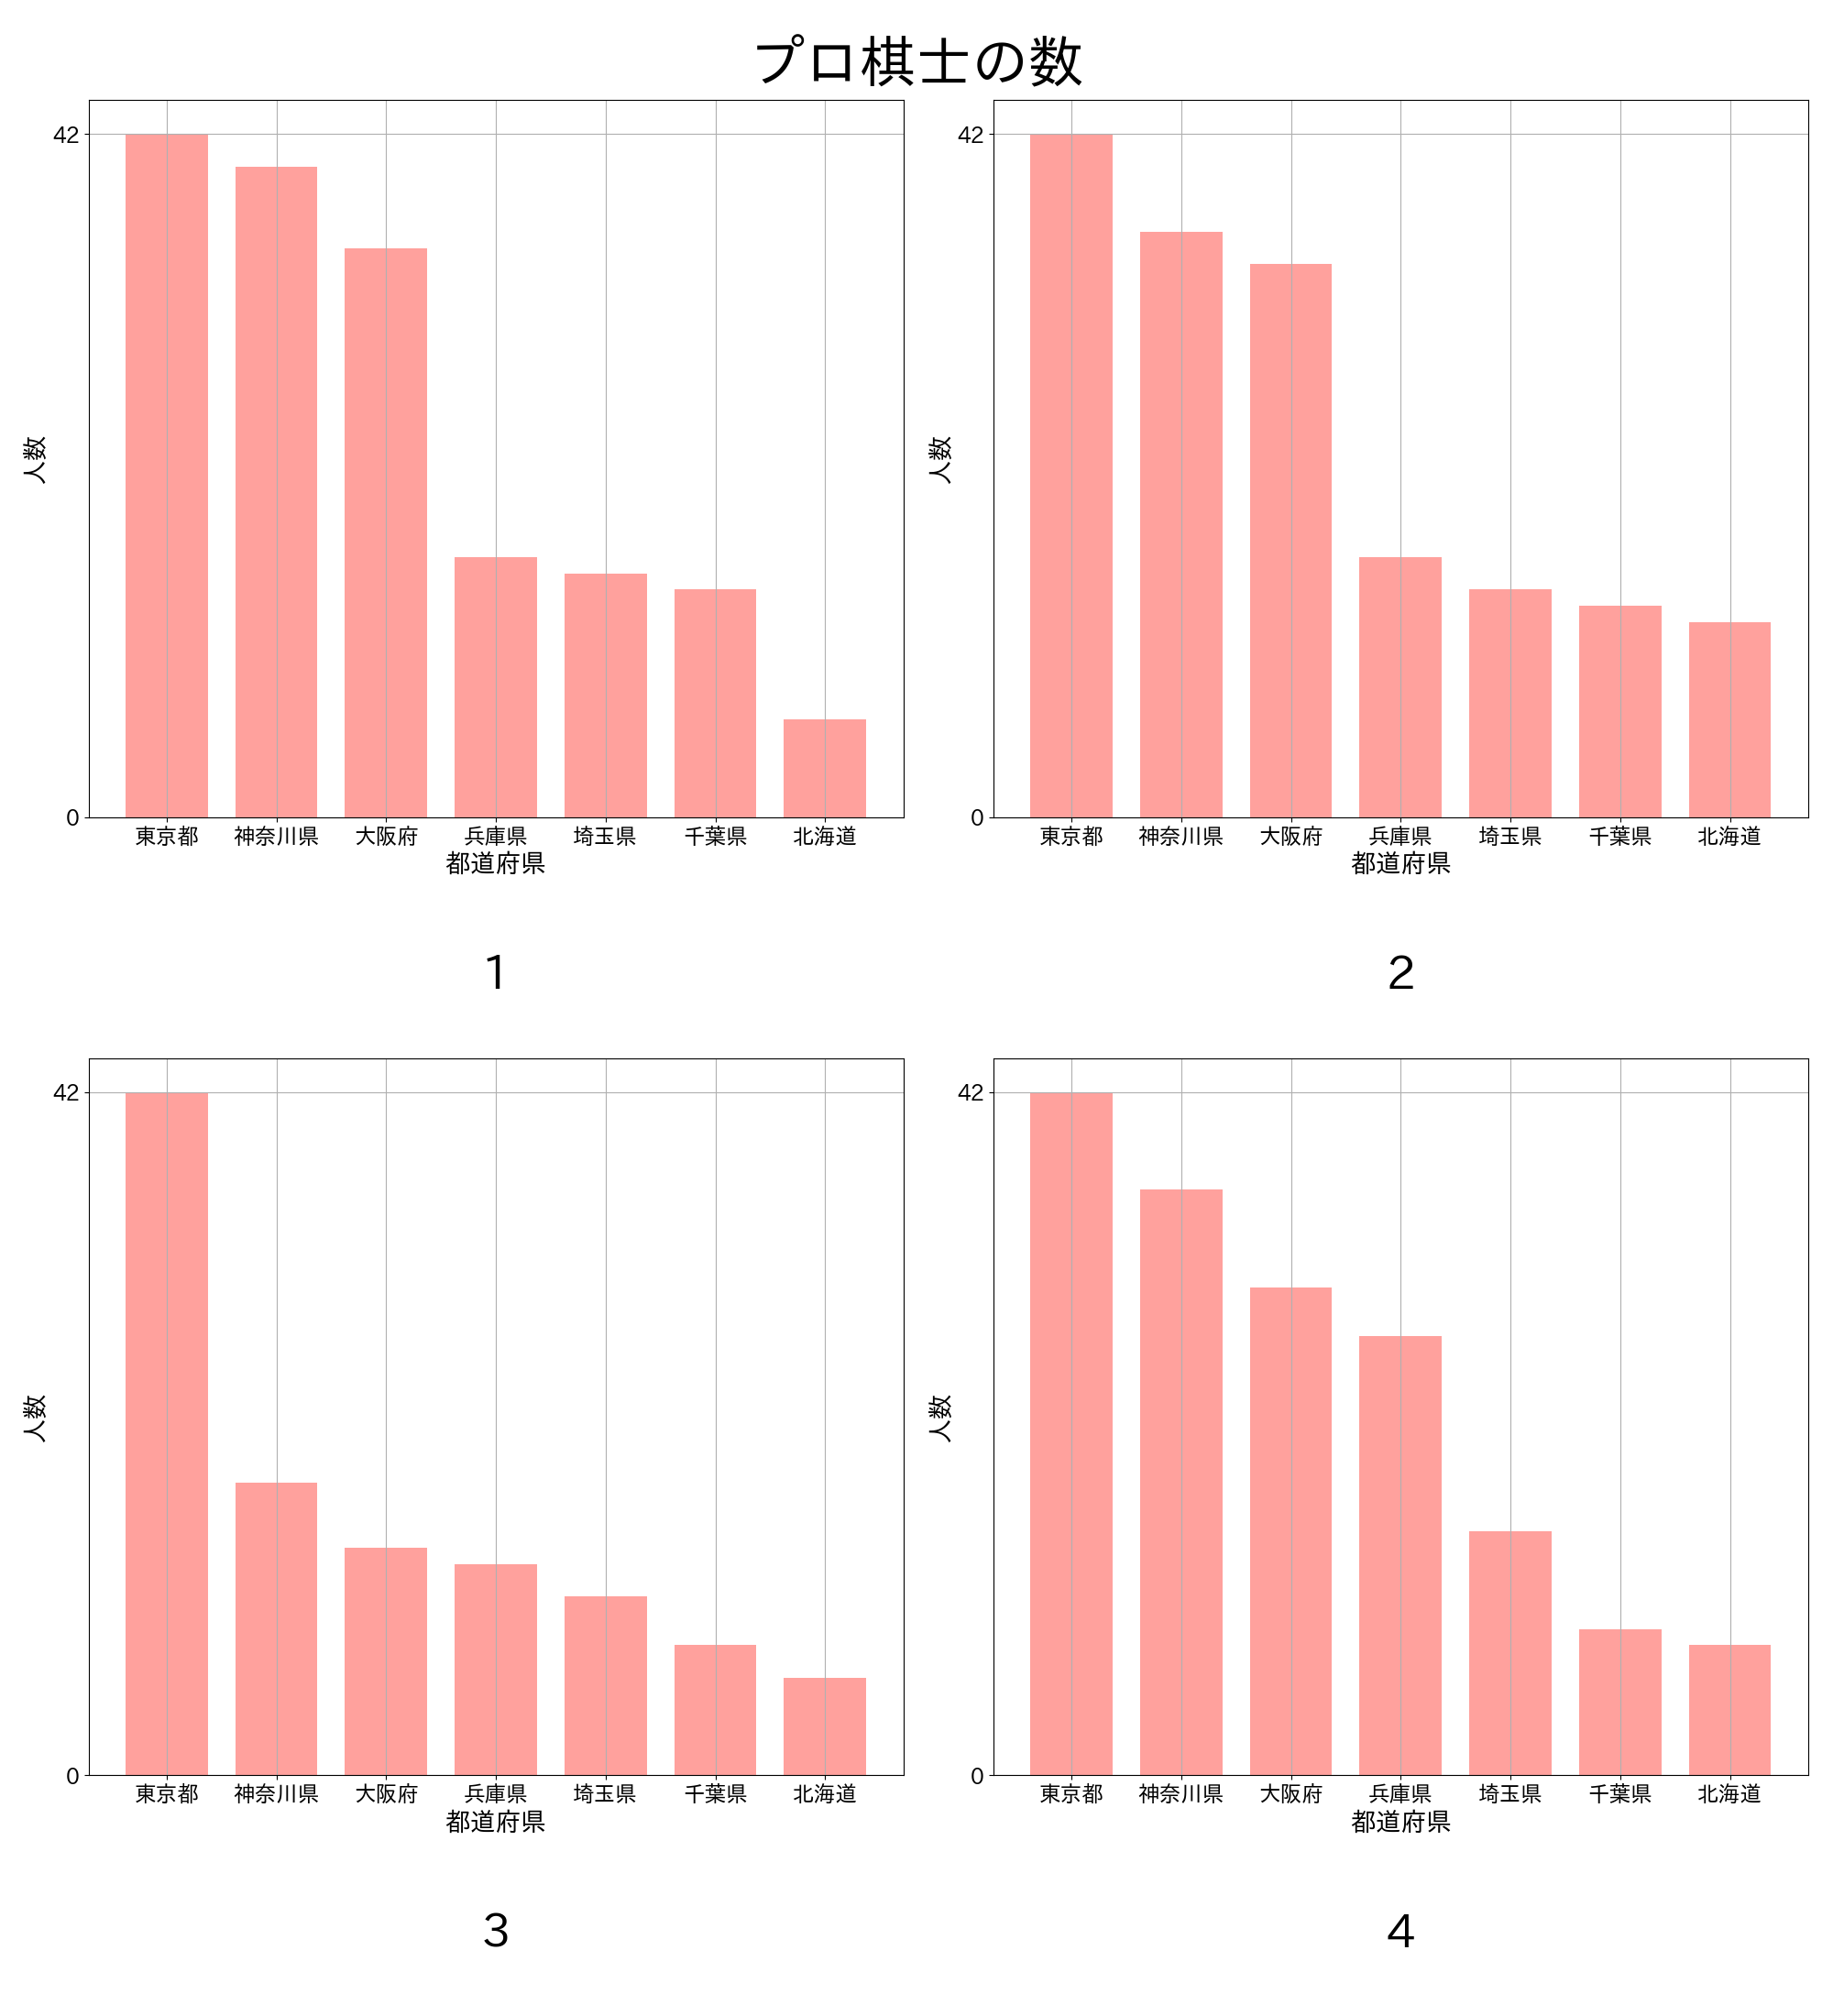 プロ棋士の数
42
0
人数
東京都 神奈川県 大阪府 兵庫県 埼玉県 千葉県 北海道
都道府県
1
42
0
人数
東京都 神奈川県 大阪府 兵庫県 埼玉県 千葉県 北海道
都道府県
2
42
0
人数
東京都 神奈川県 大阪府 兵庫県 埼玉県 千葉県 北海道
都道府県
3
42
0
人数
東京都 神奈川県 大阪府 兵庫県 埼玉県 千葉県 北海道
都道府県
4